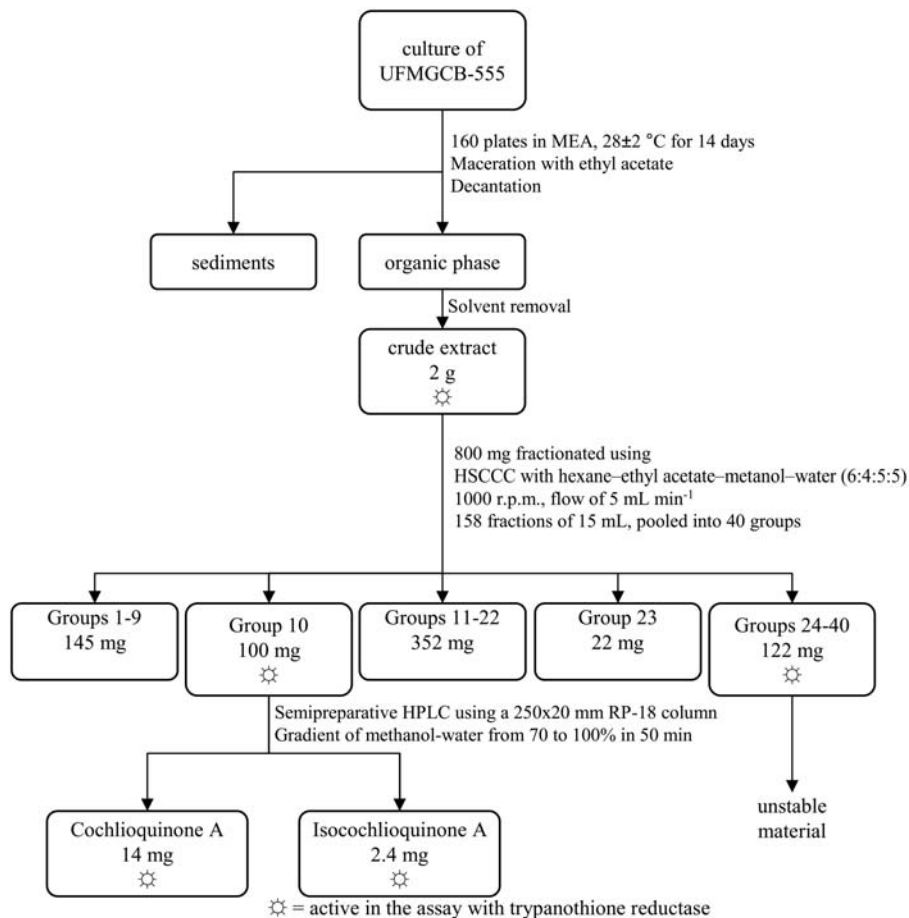 culture of
UFMGCB-555
160 plates in MEA, 28±2 °C for 14 days
Maceration with ethyl acetate
Decantation
sediments
organic phase
Solvent removal
crude extract
2 g
☼
800 mg fractionated using
HSCCC with hexane–ethyl acetate–metanol–water (6:4:5:5)
1000 r.p.m., flow of 5 mL min⁻¹
158 fractions of 15 mL, pooled into 40 groups
Groups 1-9
145 mg
Group 10
100 mg
☼
Groups 11-22
352 mg
Group 23
22 mg
Groups 24-40
122 mg
☼
Semipreparative HPLC using a 250x20 mm RP-18 column
Gradient of methanol-water from 70 to 100% in 50 min
Cochlioquinone A
14 mg
☼
Isocochlioquinone A
2.4 mg
☼
unstable
material
☼ = active in the assay with trypanothione reductase